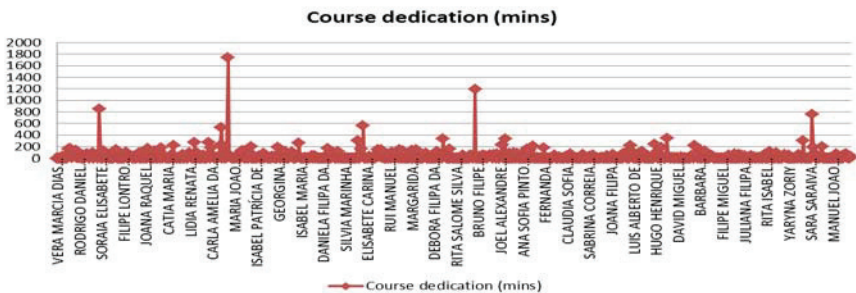 Course dedication (mins)
2000
1800
1600
1400
1200
1000
800
600
400
200
0
VERA MARCIA DIAS...
RODRIGO DANIEL...
SORAIA ELISABETE...
FILIPE LONTRO...
JOANA RAQUEL...
CATIA MARIA...
LIDIA RENATA...
CARLA AMELIA DA...
MARIA JOAO...
ISABEL PATRÍCIA DE...
GEORGINA...
ISABEL MARIA...
DANIELA FILIPA DA...
SILVIA MARINHA...
ELISABETE CARINA...
RUI MANUEL...
MARGARIDA...
DEBORA FILIPA DA...
RITA SALOME SILVA...
BRUNO FILIPE...
JOEL ALEXANDRE...
ANA SOFIA PINTO...
FERNANDA...
CLAUDIA SOFIA...
SABRINA CORREIA...
JOANA FILIPA...
LUIS ALBERTO DE...
HUGO HENRIQUE...
DAVID MIGUEL...
BARBARA...
FILIPE MIGUEL...
JULIANA FILIPA...
RITA ISABEL...
YARYNA ZORIY...
SARA SARAIVA...
MANUEL JOAO...
Course dedication (mins)